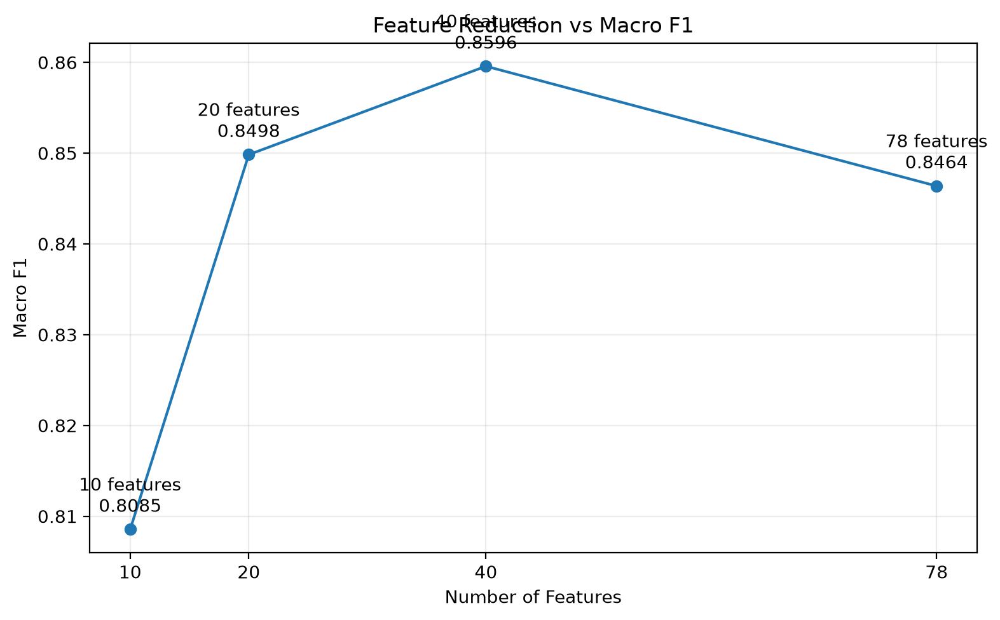 Feature Reduction vs Macro F1
40 features
0.8596
20 features
0.8498
78 features
0.8464
10 features
0.8085
0.86
0.85
0.84
0.83
0.82
0.81
Macro F1
10 20 40 78
Number of Features